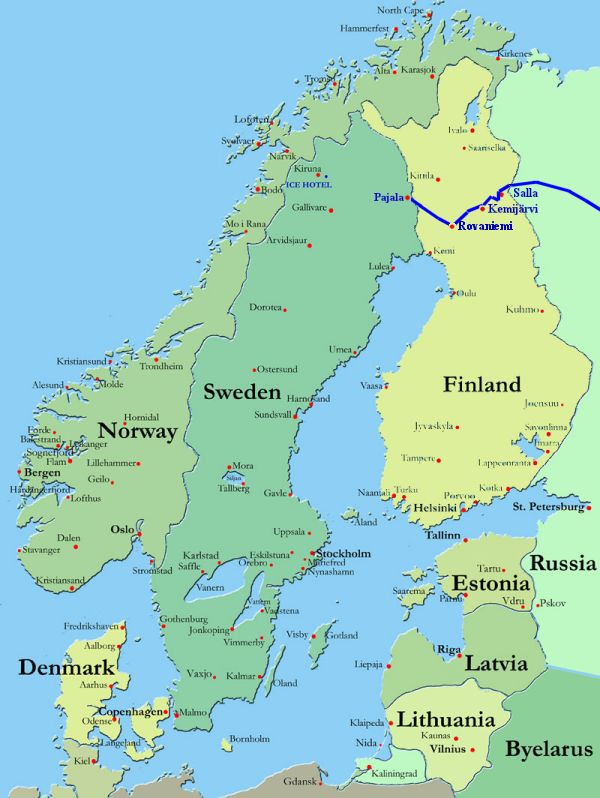 North Cape
Hammerfest
Kirkenes
Alta
Karasjok
Tromso
Lofoten
Ivalo
Svolvaer
Saariselka
Narvik
Kiruna
Kittila
ICE HOTEL
Bodo
Pajala
Salla
Gallivare
Kemijärvi
Mo i Rana
Rovaniemi
Arvidsjaur
Kemi
Lulea
Oulu
Dorotea
Kuhmo
Umea
Kristiansund
Trondheim
Ostersund
Molde
Vaasa
Finland
Alesund
Sweden
Harnosand
Joensuu
Sundsvall
Hornidal
Norway
Jyvaskyla
Savonlinna
Forde
Balestrand
Leikanger
Imatra
Sognefjord
Flam
Lillehammer
Mora
Tampere
Lappeenranta
Bergen
Siljan
Geilo
Tallberg
Hardangerfjord
Lofthus
Gavle
Naantali
Turku
Porvoo
Kotka
Helsinki
St. Petersburg
Åland
Oslo
Uppsala
Tallinn
Dalen
Stavanger
Karlstad
Eskilstuna
Stockholm
Stromstad
Saffle
Orebro
Mariefred
Nynashamn
Russia
Tartu
Estonia
Kristiansand
Vanern
Saarema
Parnu
Vdru
Pskov
Vattern
Vadstena
Gothenburg
Fredrikshaven
Jonkoping
Visby
Gotland
Vimmerby
Aalborg
Riga
Denmark
Liepaja
Latvia
Vaxjo
Kalmar
Oland
Aarhus
Copenhagen
Malmo
Odense
Klaipeda
Lithuania
Langeland
Bornholm
Nida
Kaunas
Vilnius
Byelarus
Kiel
Kaliningrad
Gdansk